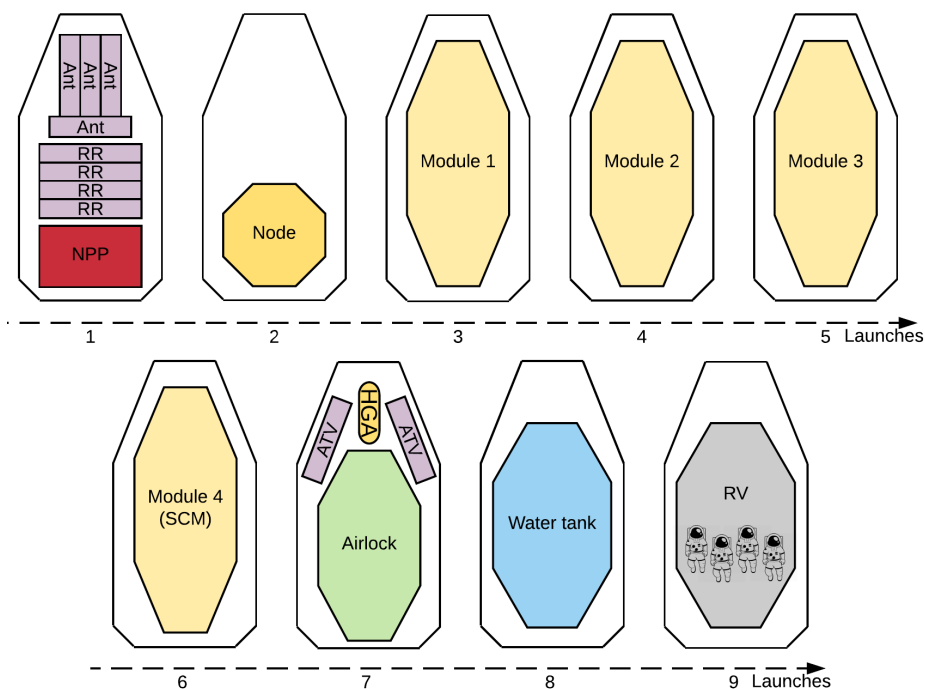 Ant Ant Ant
Ant
RR
RR
RR
RR
NPP
Node
Module 1
Module 2
Module 3
1 2 3 4 5 Launches
Module 4
(SCM)
ATV HGA ATV
Airlock
Water tank
RV
6 7 8 9 Launches